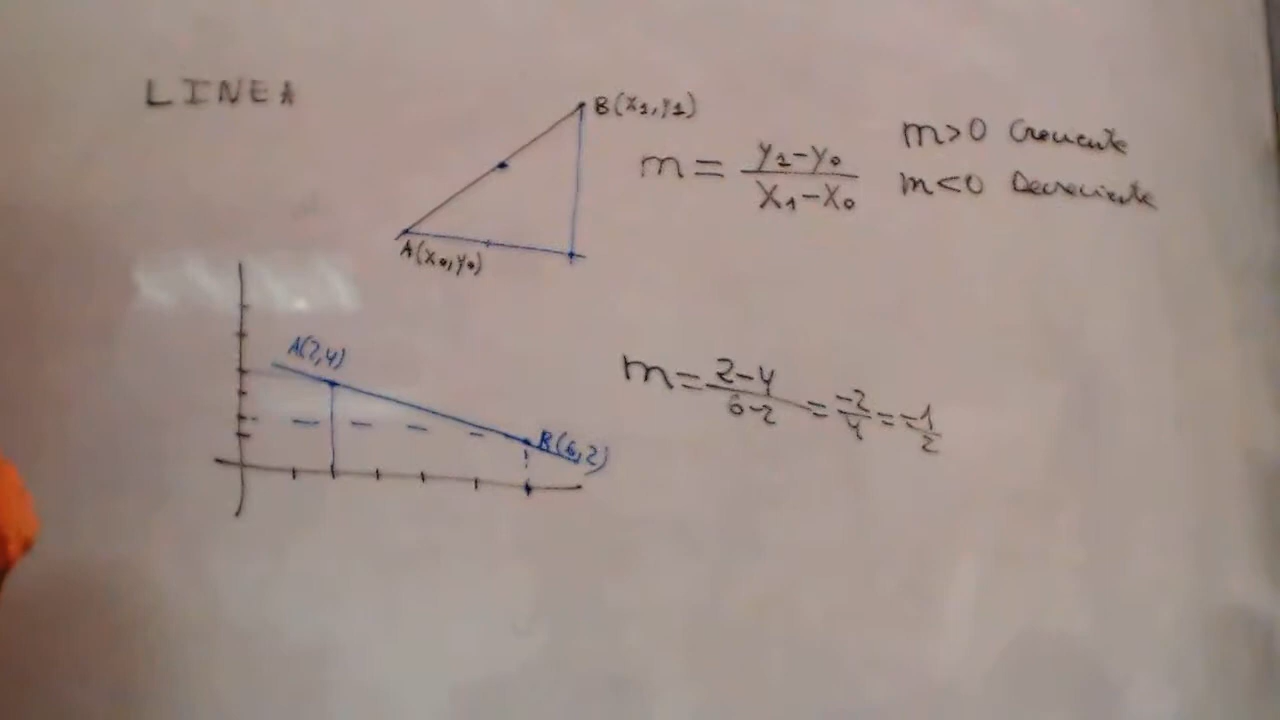 LINEA
B(x₁,y₁)
A(x₀,y₀)
m = (y₁-y₀)/(x₁-x₀)
m>0 Creciente
m<0 Decreciente
A(2,4)
B(6,2)
m = (2-4)/(6-2) = -2/4 = -1/2